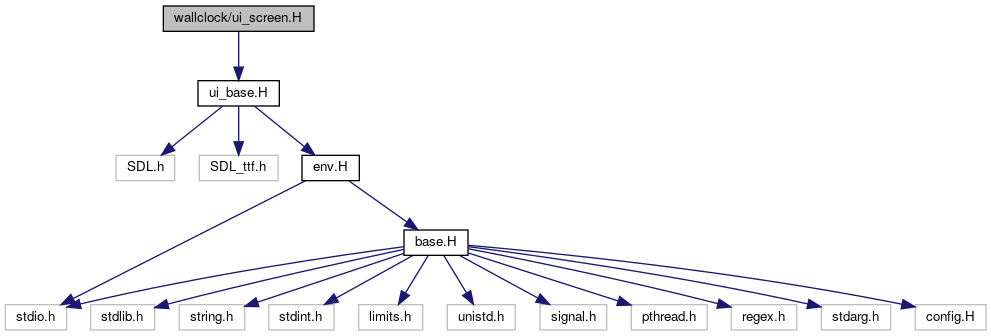 wallclock/ui_screen.H
ui_base.H
SDL.h
SDL_ttf.h
env.H
base.H
stdio.h
stdlib.h
string.h
stdint.h
limits.h
unistd.h
signal.h
pthread.h
regex.h
stdarg.h
config.H